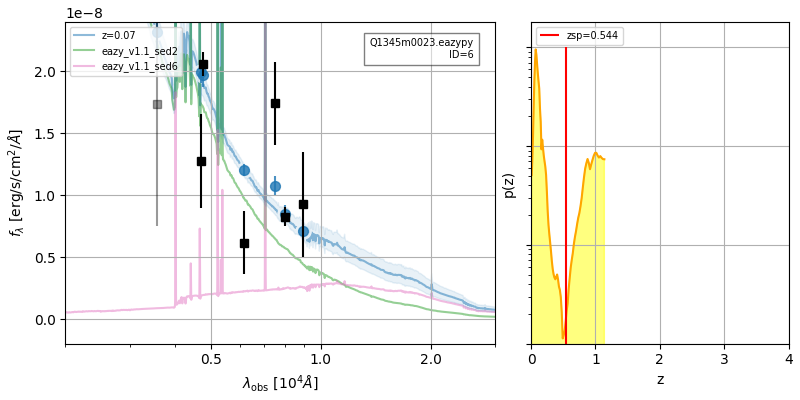 1e−8
z=0.07
eazy_v1.1_sed2
eazy_v1.1_sed6
Q1345m0023.eazypy
ID=6
zsp=0.544
2.0
1.5
1.0
0.5
0.0
f_λ [erg/s/cm²/Å]
p(z)
0.5 1.0 2.0
0 1 2 3 4
λ_obs [10⁴Å]
z